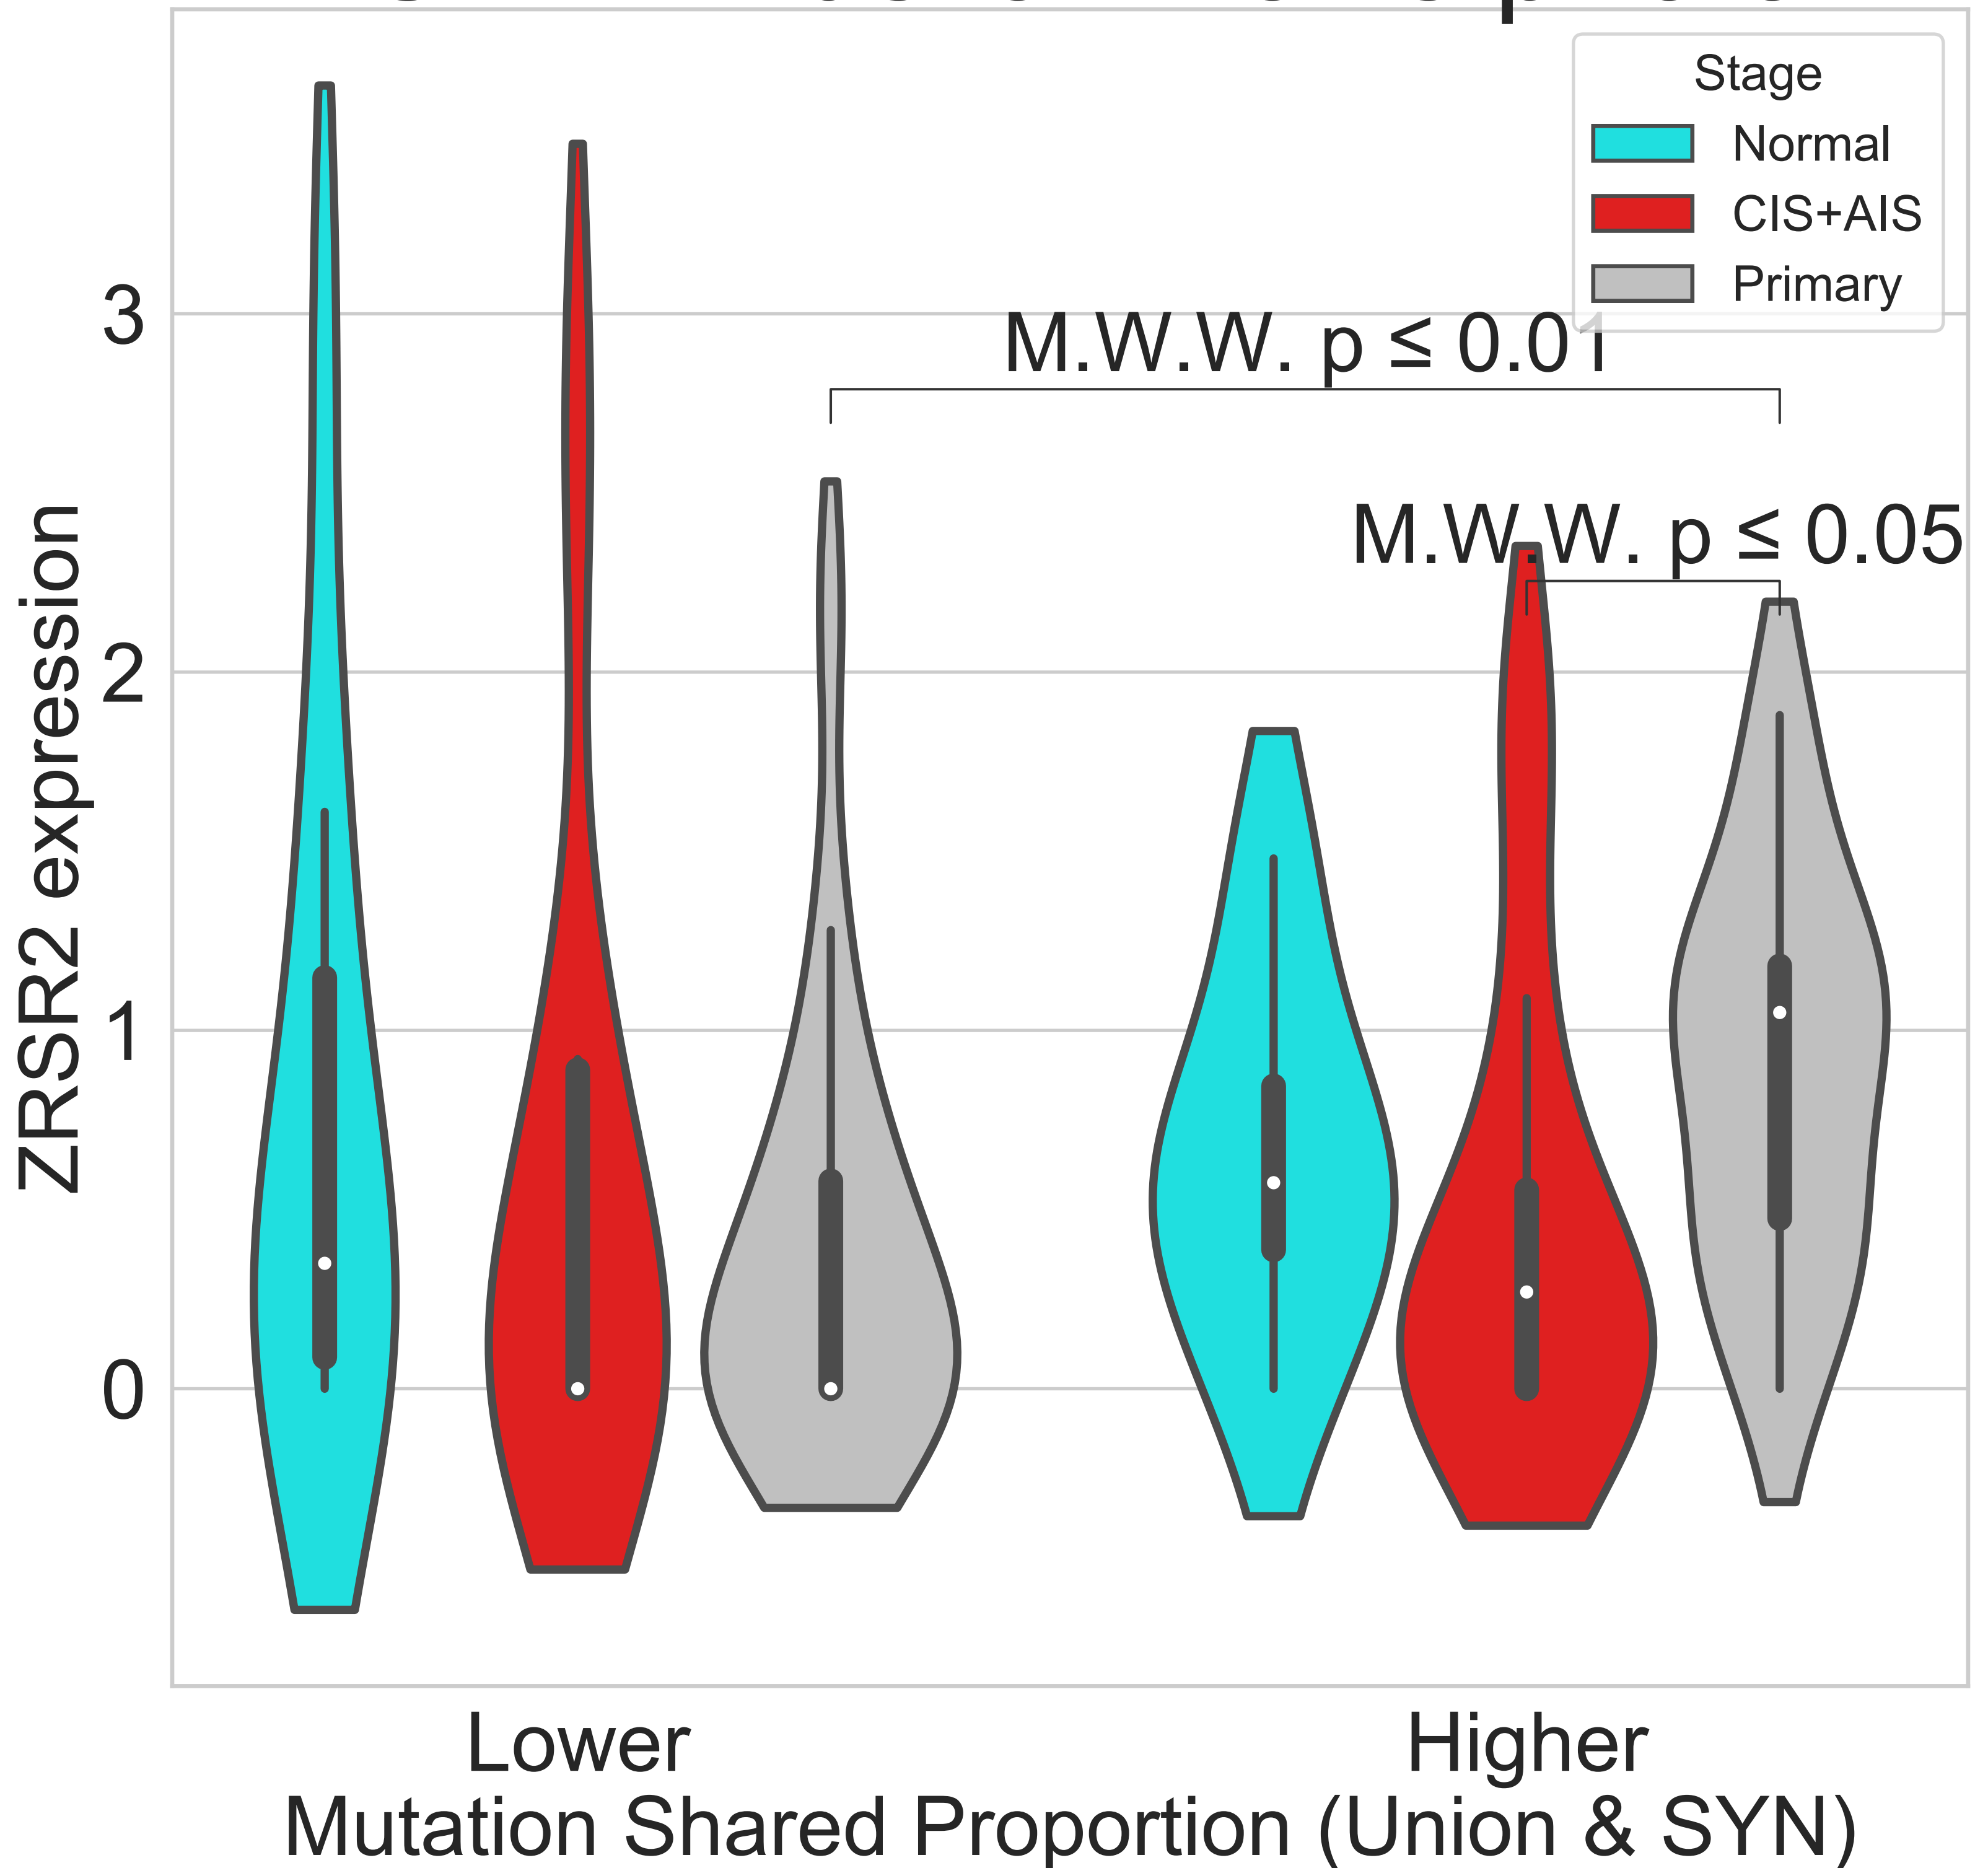 Stage
Normal
CIS+AIS
Primary
3
M.W.W. p ≤ 0.01
M.W.W. p ≤ 0.05
2
1
0
ZRSR2 expression
Lower
Higher
Mutation Shared Proportion (Union & SYN)